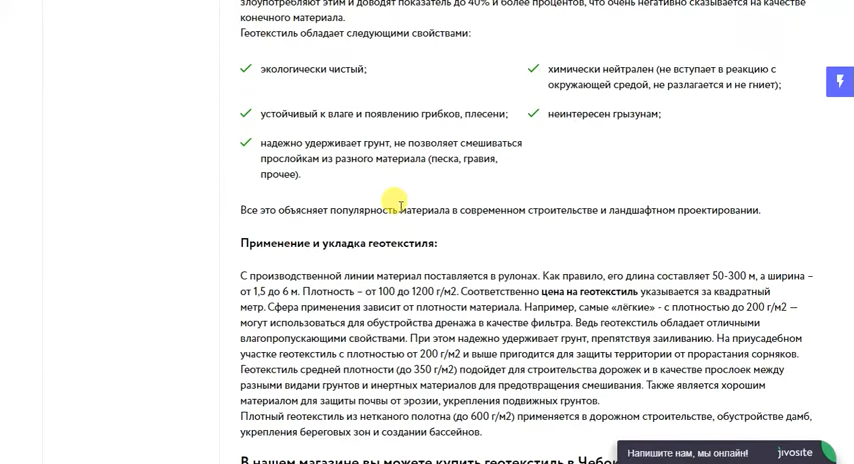 злоупотребляют этим и доводят показатель до 40% и более процентов, что очень негативно сказывается на качестве
конечного материала.
Геотекстиль обладает следующими свойствами:
экологически чистый;
химически нейтрален (не вступает в реакцию с
окружающей средой, не разлагается и не гниет);
устойчивый к влаге и появлению грибков, плесени;
неинтересен грызунам;
надежно удерживает грунт, не позволяет смешиваться
прослойкам из разного материала (песка, гравия,
прочее).
Все это объясняет популярность материала в современном строительстве и ландшафтном проектировании.
Применение и укладка геотекстиля:
С производственной линии материал поставляется в рулонах. Как правило, его длина составляет 50-300 м, а ширина –
от 1,5 до 6 м. Плотность – от 100 до 1200 г/м2. Соответственно цена на геотекстиль указывается за квадратный
метр. Сфера применения зависит от плотности материала. Например, самые «лёгкие» - с плотностью до 200 г/м2 —
могут использоваться для обустройства дренажа в качестве фильтра. Ведь геотекстиль обладает отличными
влагопропускающими свойствами. При этом надежно удерживает грунт, препятствуя заиливанию. На приусадебном
участке геотекстиль с плотностью от 200 г/м2 и выше пригодится для защиты территории от прорастания сорняков.
Геотекстиль средней плотности (до 350 г/м2) подойдет для строительства дорожек и в качестве прослоек между
разными видами грунтов и инертных материалов для предотвращения смешивания. Также является хорошим
материалом для защиты почвы от эрозии, укрепления подвижных грунтов.
Плотный геотекстиль из нетканого полотна (до 600 г/м2) применяется в дорожном строительстве, обустройстве дамб,
укрепления береговых зон и создании бассейнов.
В нашем магазине вы можете купить геотекстиль в
Напишите нам, мы онлайн! jivosite